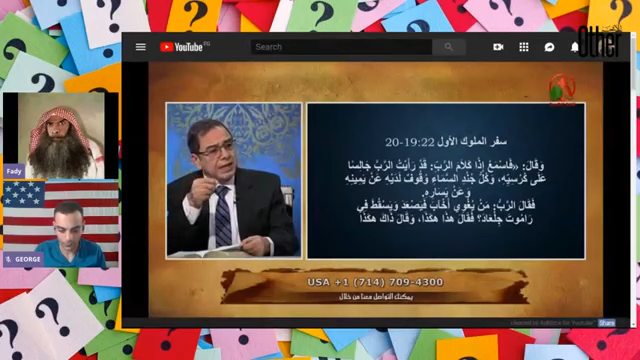 YouTube EG
Search
Other
Fady
GEORGE
سفر الملوك الأول 22:19-20
وَقَالَ: «فَاسْمَعْ إِذًا كَلاَمَ الرَّبِّ: قَدْ رَأَيْتُ الرَّبَّ جَالِسًا
عَلَى كُرْسِيِّهِ، وَكُلُّ جُنْدِ السَّمَاءِ وُقُوفٌ لَدَيْهِ عَنْ يَمِينِهِ
وَعَنْ يَسَارِهِ.
فَقَالَ الرَّبُّ: مَنْ يُغْوِي أَخْآبَ فَيَصْعَدَ وَيَسْقُطَ فِي
رَامُوتَ جِلْعَادَ؟ فَقَالَ هذَا هكَذَا، وَقَالَ ذَاكَ هكَذَا
USA +1 (714) 709-4300
يمكنك التواصل معنا من خلال
Share